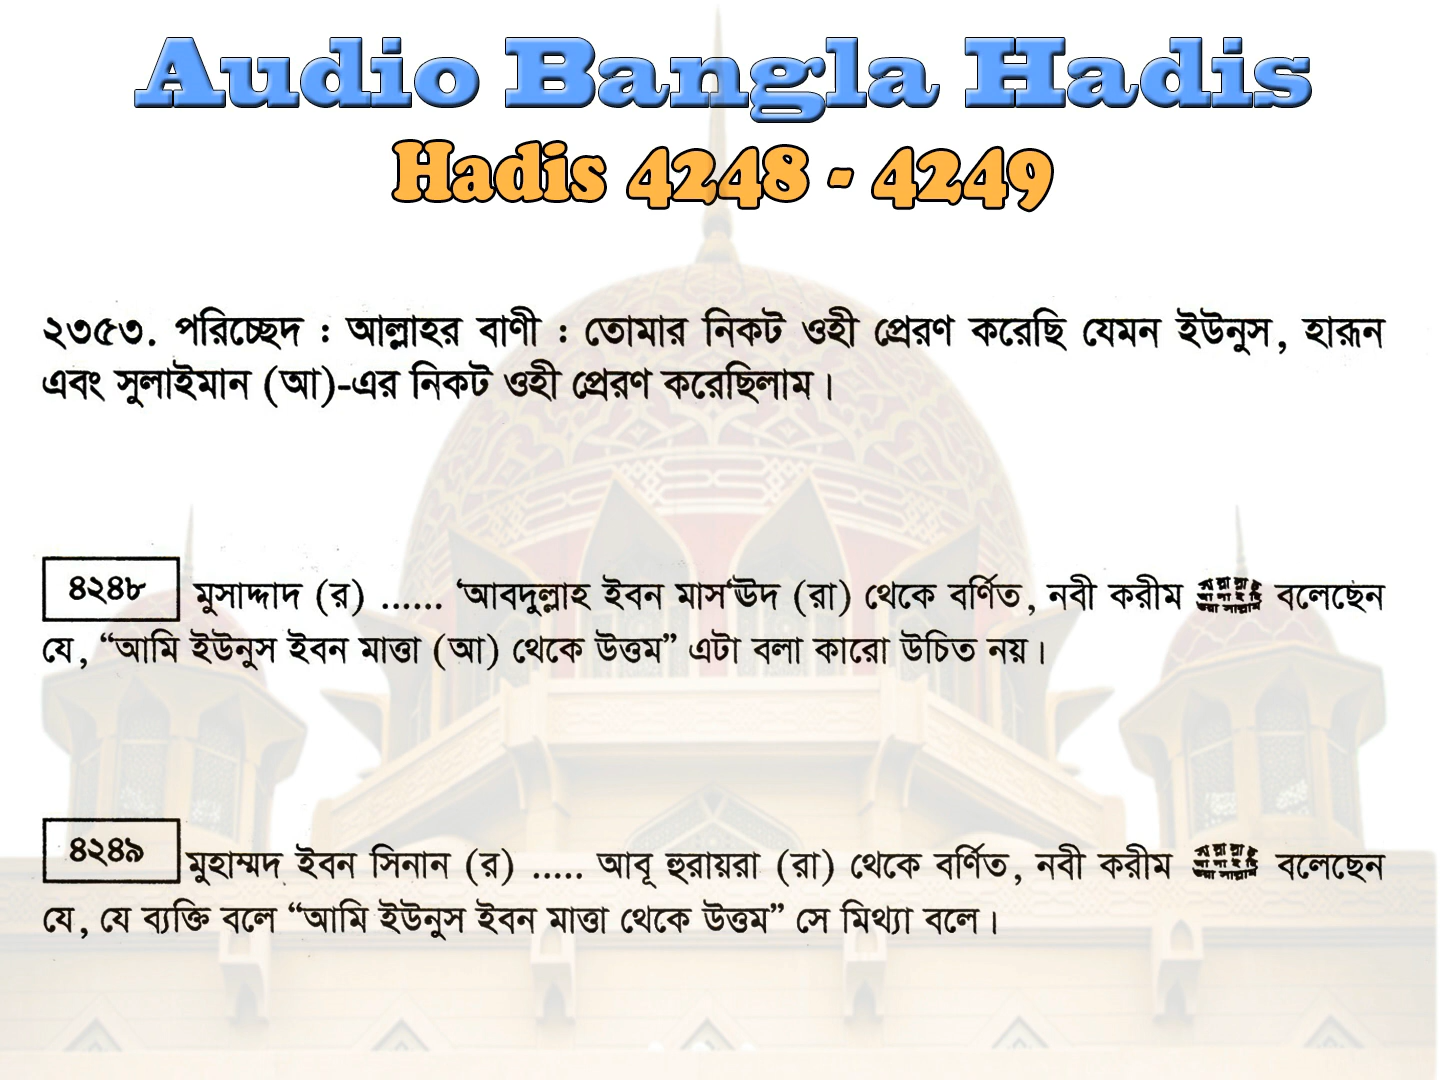 Audio Bangla Hadis
Hadis 4248 - 4249
২৩৫৩. পরিচ্ছেদ : আল্লাহর বাণী : তোমার নিকট ওহী প্রেরণ করেছি যেমন ইউনুস, হারূন
এবং সুলাইমান (আ)-এর নিকট ওহী প্রেরণ করেছিলাম।
৪২৪৮ মুসাদ্দাদ (র) ...... ‘আবদুল্লাহ ইবন মাস‘ঊদ (রা) থেকে বর্ণিত, নবী করীম বলেছেন
যে, “আমি ইউনুস ইবন মাত্তা (আ) থেকে উত্তম” এটা বলা কারো উচিত নয়।
৪২৪৯ মুহাম্মদ ইবন সিনান (র) ..... আবূ হুরায়রা (রা) থেকে বর্ণিত, নবী করীম বলেছেন
যে, যে ব্যক্তি বলে “আমি ইউনুস ইবন মাত্তা থেকে উত্তম” সে মিথ্যা বলে।